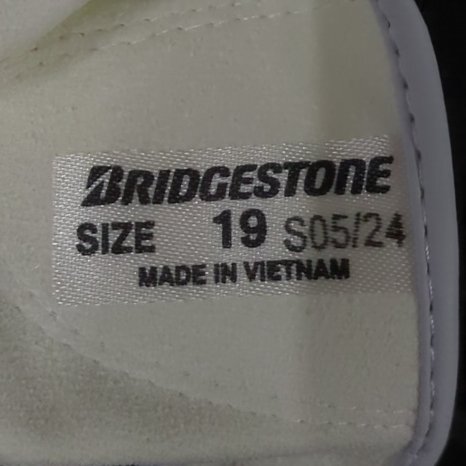 BRIDGESTONE
SIZE 19 S05/24
MADE IN VIETNAM